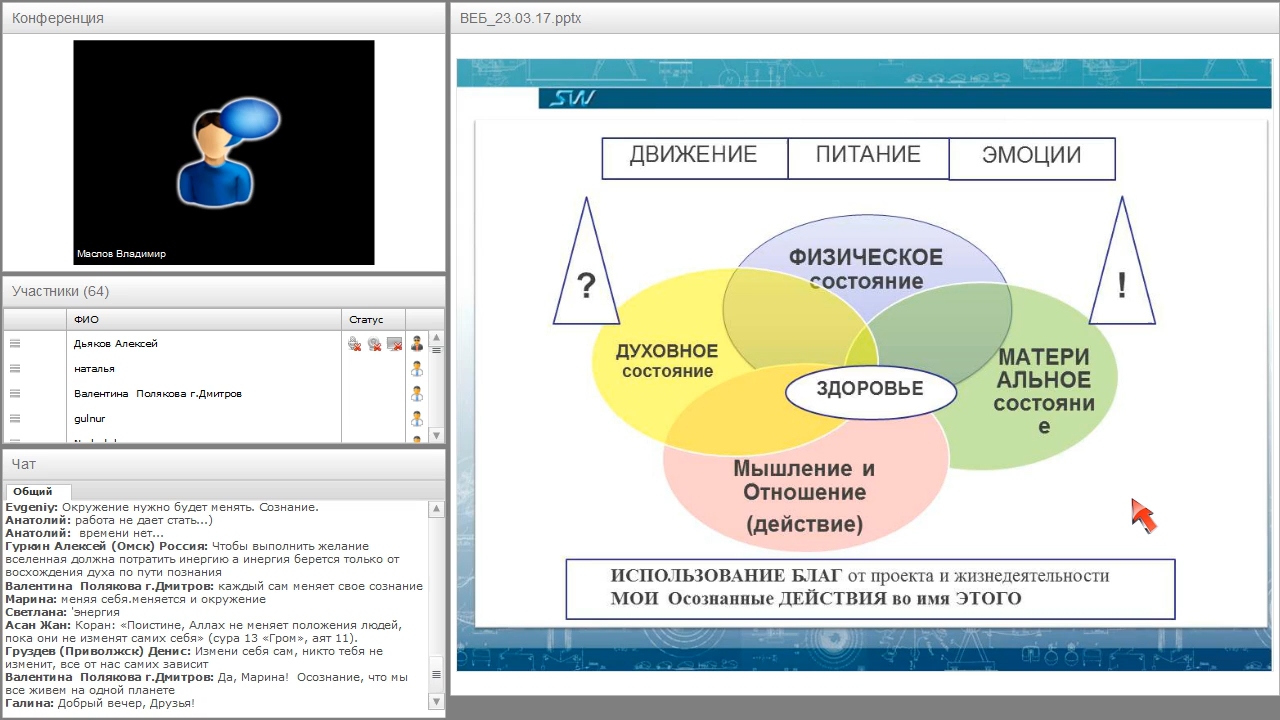 Конференция
Маслов Владимир
Участники (64)
ФИО
Статус
Дьяков Алексей
наталья
Валентина Полякова г.Дмитров
gulnur
Чат
Общий
Evgeniy: Окружение нужно будет менять. Сознание.
Анатолий: работа не дает стать...)
Анатолий: времени нет...
Гуркин Алексей (Омск) Россия: Чтобы выполнить желание
вселенная должна потратить инергию а инергия берется только от
восхождения духа по пути познания
Валентина Полякова г.Дмитров: каждый сам меняет свое сознание
Марина: меняя себя.меняется и окружение
Светлана: 'энергия
Асан Жан: Коран: «Поистине, Аллах не меняет положения людей,
пока они не изменят самих себя» (сура 13 «Гром», аят 11).
Груздев (Приволжск) Денис: Измени себя сам, никто тебя не
изменит, все от нас самих зависит
Валентина Полякова г.Дмитров: Да, Марина! Осознание, что мы
все живем на одной планете
Галина: Добрый вечер, Друзья!
ВЕБ_23.03.17.pptx
SW
ДВИЖЕНИЕ
ПИТАНИЕ
ЭМОЦИИ
?
!
ФИЗИЧЕСКОЕ
состояние
ДУХОВНОЕ
состояние
МАТЕРИ
АЛЬНОЕ
состояни
е
ЗДОРОВЬЕ
Мышление и
Отношение
(действие)
ИСПОЛЬЗОВАНИЕ БЛАГ от проекта и жизнедеятельности
МОИ Осознанные ДЕЙСТВИЯ во имя ЭТОГО